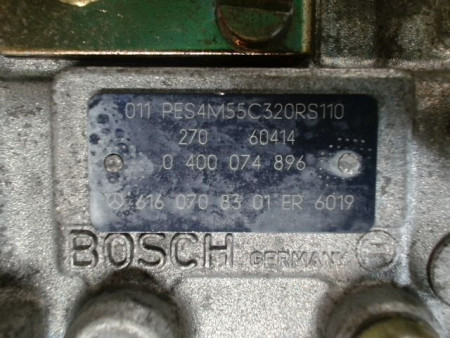 011 PES4M55C320RS110
270 60414
0 400 074 896
616 070 83 01 ER 6019
BOSCH GERMANY